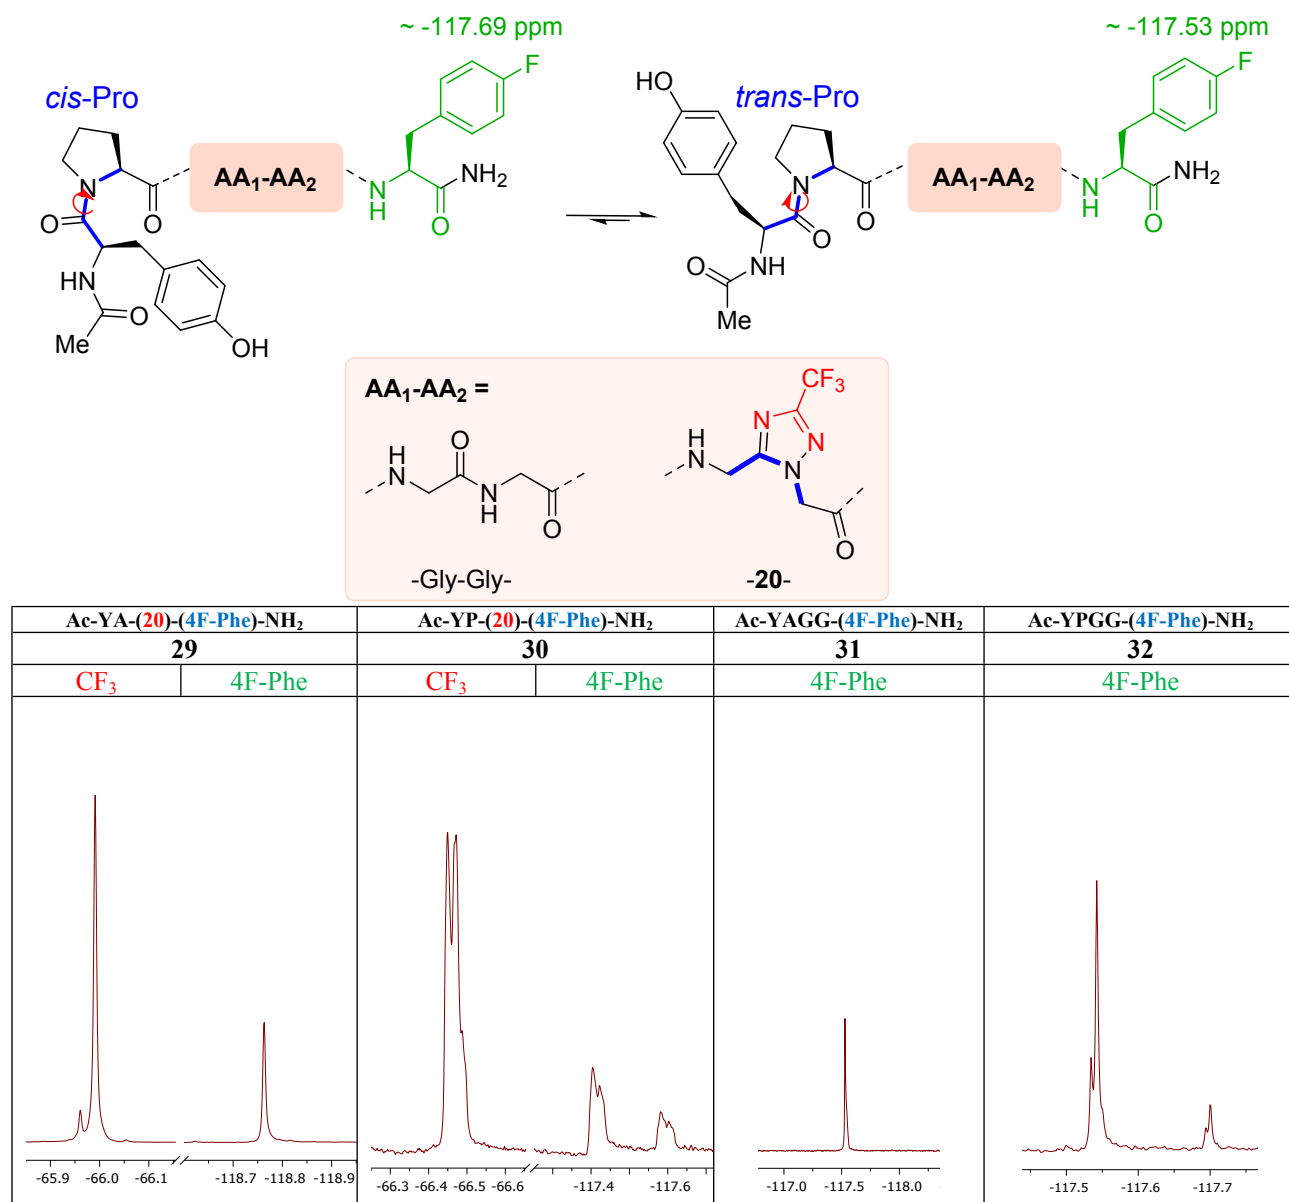 ~ -117.69 ppm
~ -117.53 ppm
cis-Pro
trans-Pro
F
F
HO
N
O
AA₁-AA₂
N
H
O
NH₂
O
HN
O
Me
OH
N
O
AA₁-AA₂
N
H
O
NH₂
O
O
NH
Me
AA₁-AA₂ =
CF₃
H
N
O
N
H
O
H
N
N
N
N
O
-Gly-Gly-
-20-
Ac-YA-(20)-(4F-Phe)-NH₂
Ac-YP-(20)-(4F-Phe)-NH₂
Ac-YAGG-(4F-Phe)-NH₂
Ac-YPGG-(4F-Phe)-NH₂
29
30
31
32
CF₃
4F-Phe
CF₃
4F-Phe
4F-Phe
4F-Phe
-65.9 -66.0 -66.1 -118.7 -118.8 -118.9
-66.3 -66.4 -66.5 -66.6 -117.4 -117.6
-117.0 -117.5 -118.0
-117.5 -117.6 -117.7